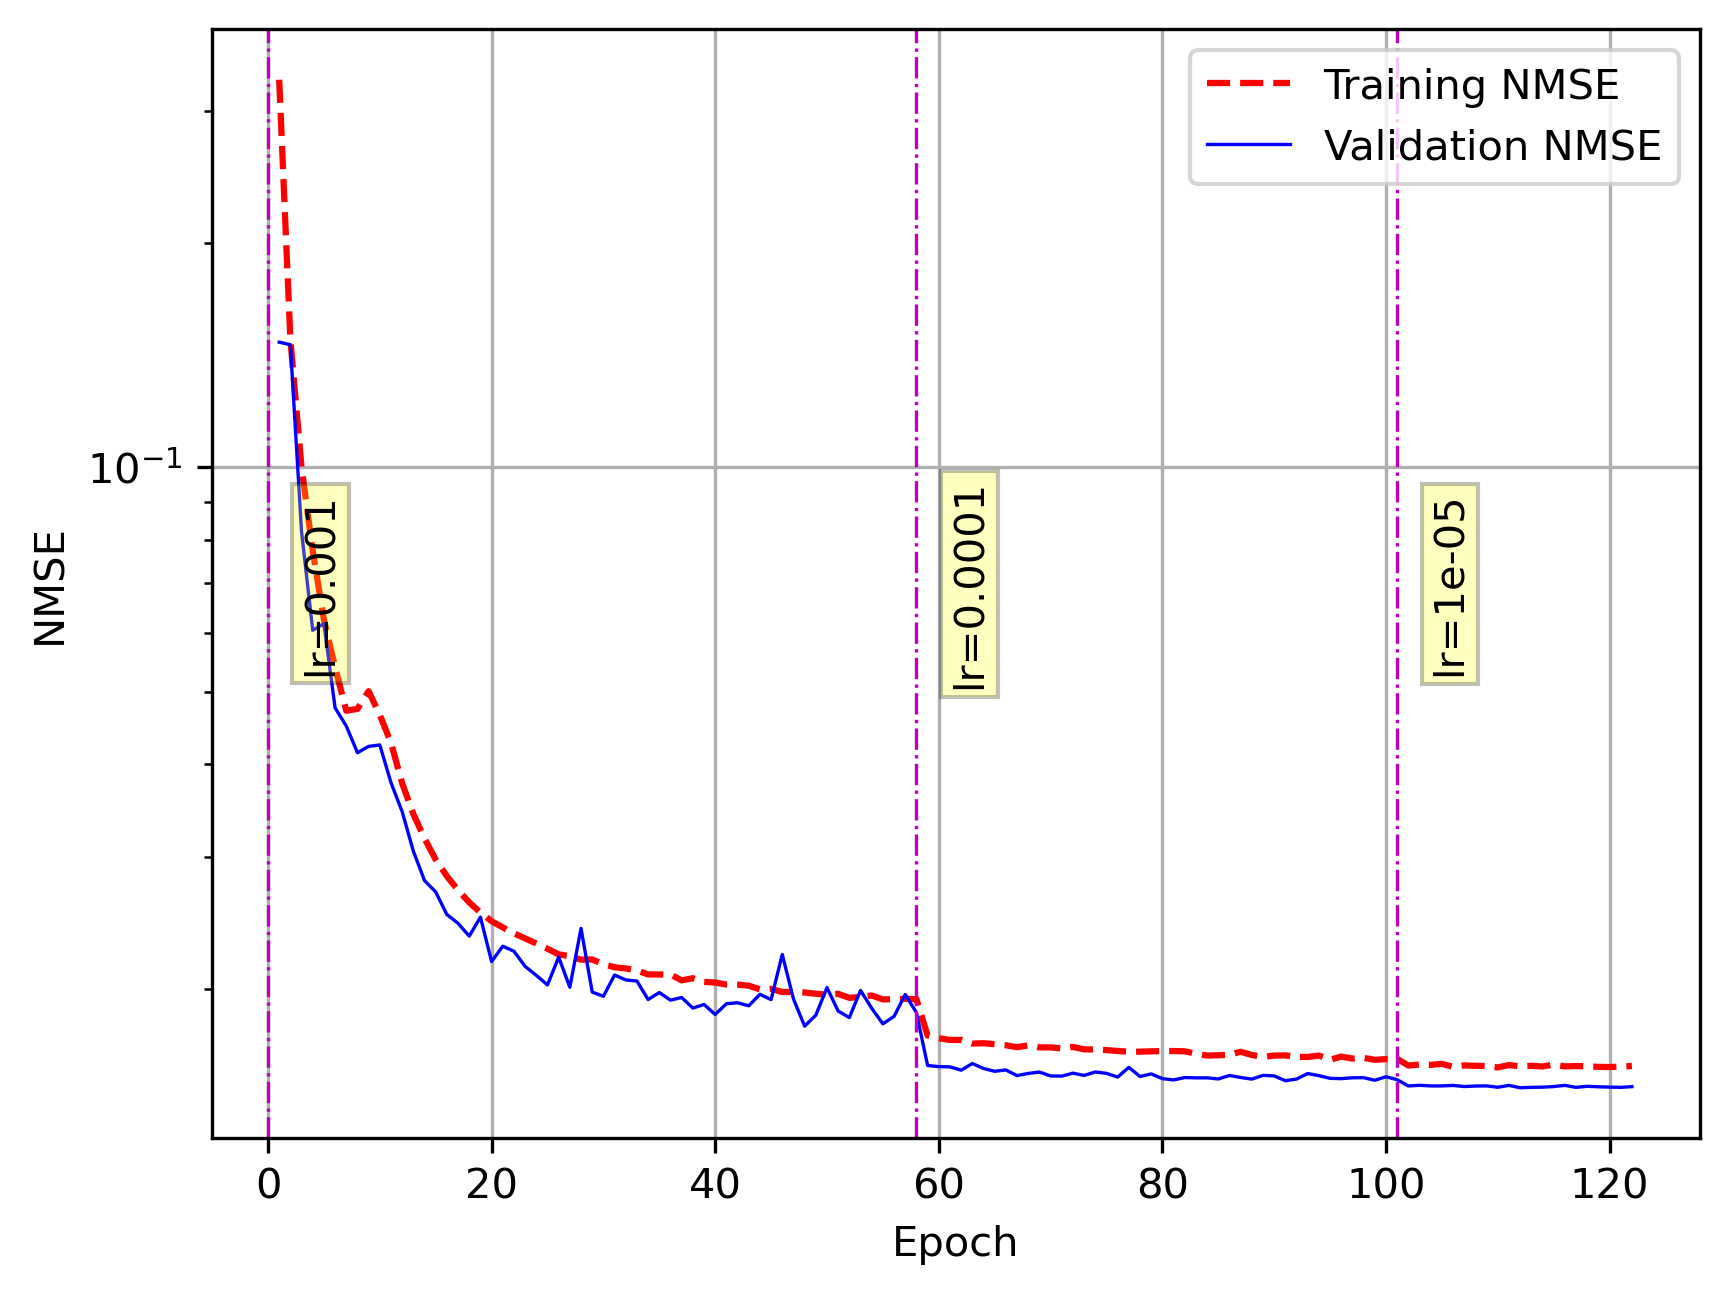 Training NMSE
Validation NMSE
10⁻¹
NMSE
lr=0.001
lr=0.0001
lr=1e-05
0 20 40 60 80 100 120
Epoch